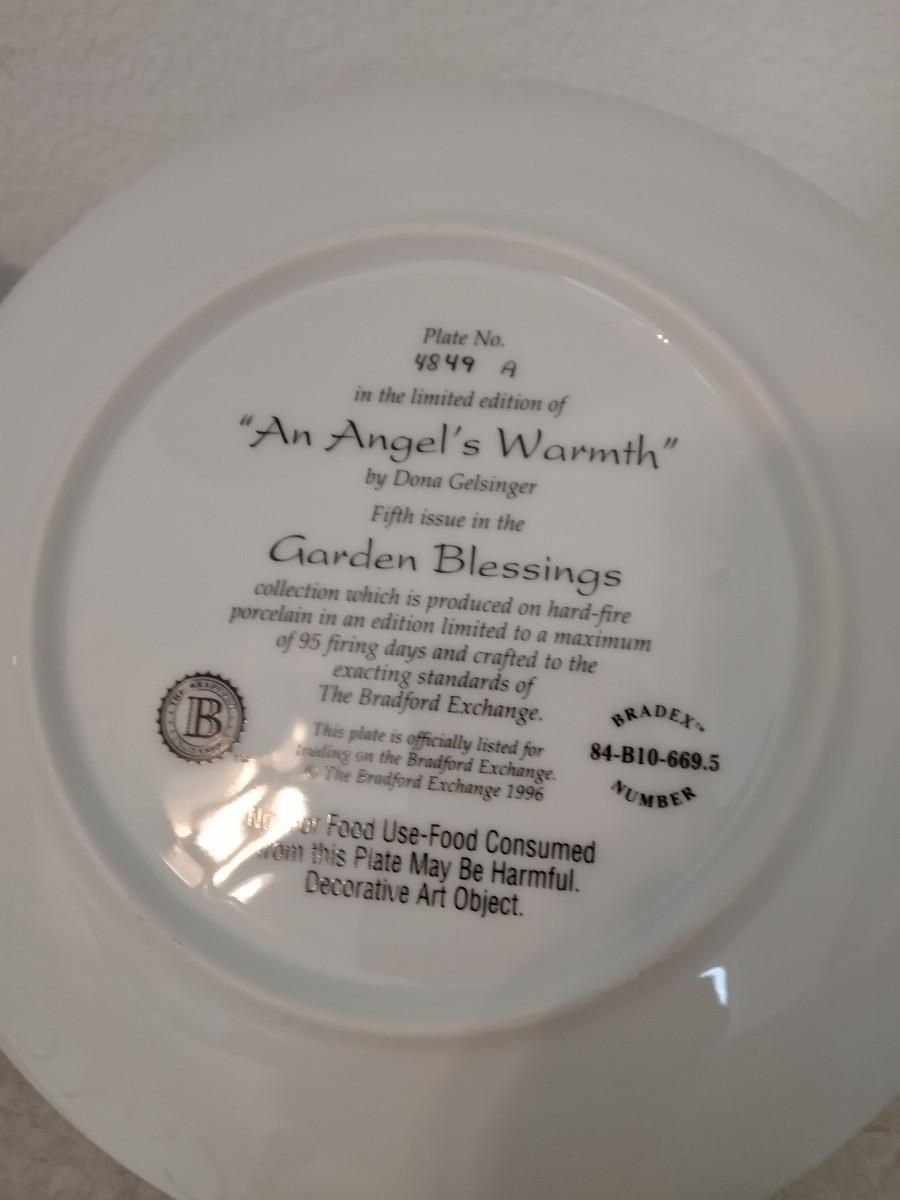 Plate No.
4849 A
in the limited edition of
"An Angel's Warmth"
by Dona Gelsinger
Fifth issue in the
Garden Blessings
collection which is produced on hard-fire
porcelain in an edition limited to a maximum
of 95 firing days and crafted to the
exacting standards of
The Bradford Exchange.
This plate is officially listed for
trading on the Bradford Exchange.
© The Bradford Exchange 1996
B
BRADEX™
84-B10-669.5
NUMBER
Not for Food Use-Food Consumed
from this Plate May Be Harmful.
Decorative Art Object.